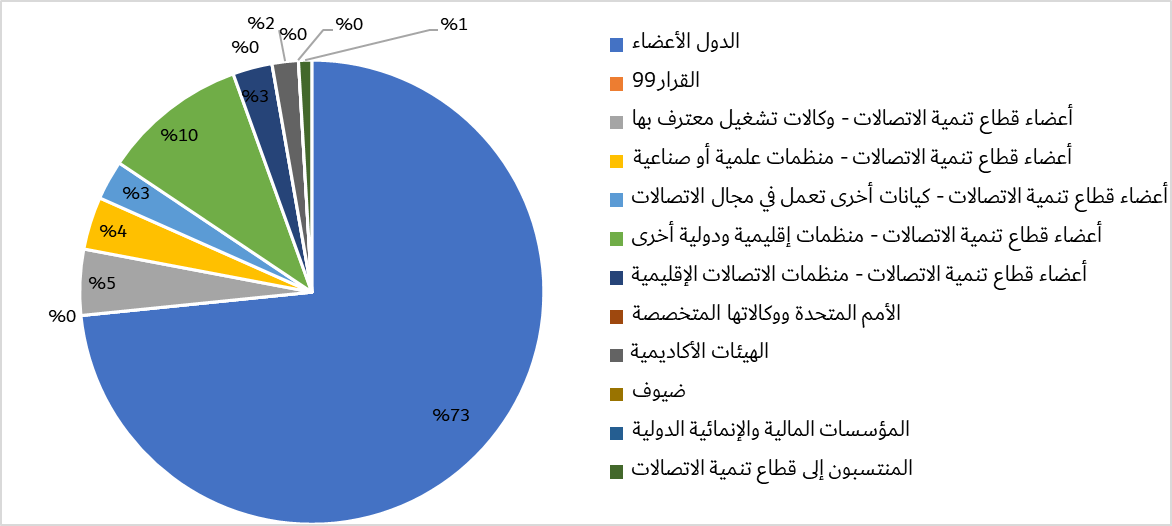 %2
%0
%1
%0
%0
%3
%10
%3
%4
%5
%0
%73
الدول الأعضاء
القرار99
أعضاء قطاع تنمية الاتصالات - وكالات تشغيل معترف بها
أعضاء قطاع تنمية الاتصالات - منظمات علمية أو صناعية
أعضاء قطاع تنمية الاتصالات - كيانات أخرى تعمل في مجال الاتصالات
أعضاء قطاع تنمية الاتصالات - منظمات إقليمية ودولية أخرى
أعضاء قطاع تنمية الاتصالات - منظمات الاتصالات الإقليمية
الأمم المتحدة ووكالاتها المتخصصة
الهيئات الأكاديمية
ضيوف
المؤسسات المالية والإنمائية الدولية
المنتسبون إلى قطاع تنمية الاتصالات